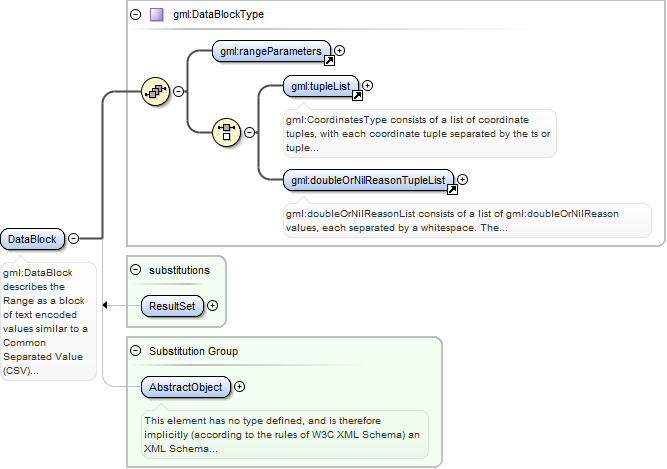 gml:DataBlockType
gml:rangeParameters
gml:tupleList
gml:CoordinatesType consists of a list of coordinate
tuples, with each coordinate tuple separated by the ts or
tuple...
gml:doubleOrNilReasonTupleList
gml:doubleOrNilReasonList consists of a list of gml:doubleOrNilReason
values, each separated by a whitespace. The...
DataBlock
gml:DataBlock
describes the
Range as a block
of text encoded
values similar to a
Common
Separated Value
(CSV)...
substitutions
ResultSet
Substitution Group
AbstractObject
This element has no type defined, and is therefore
implicitly (according to the rules of W3C XML Schema) an
XML Schema...